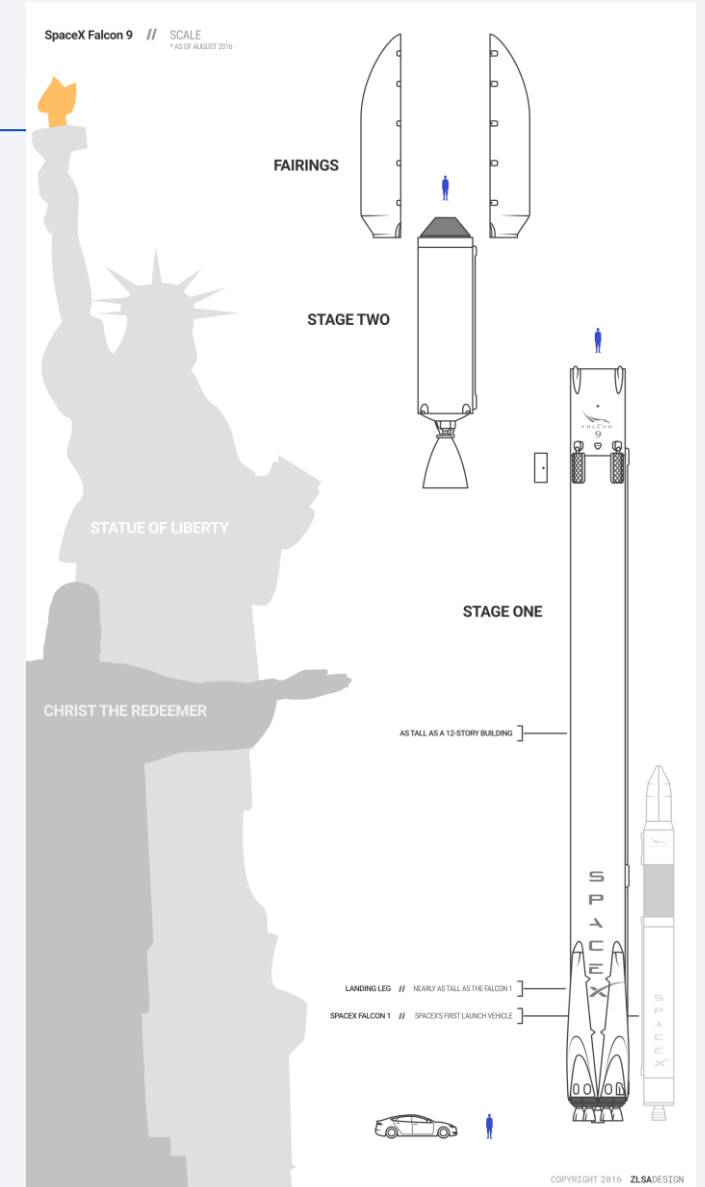 SpaceX Falcon 9 // SCALE
* AS OF AUGUST 2016
FAIRINGS
STAGE TWO
FALCON
9
STATUE OF LIBERTY
STAGE ONE
CHRIST THE REDEEMER
AS TALL AS A 12-STORY BUILDING
SPACEX
LANDING LEG // NEARLY AS TALL AS THE FALCON 1
SPACEX FALCON 1 // SPACEX'S FIRST LAUNCH VEHICLE
SPACEX
COPYRIGHT 2016 ZLSADESIGN